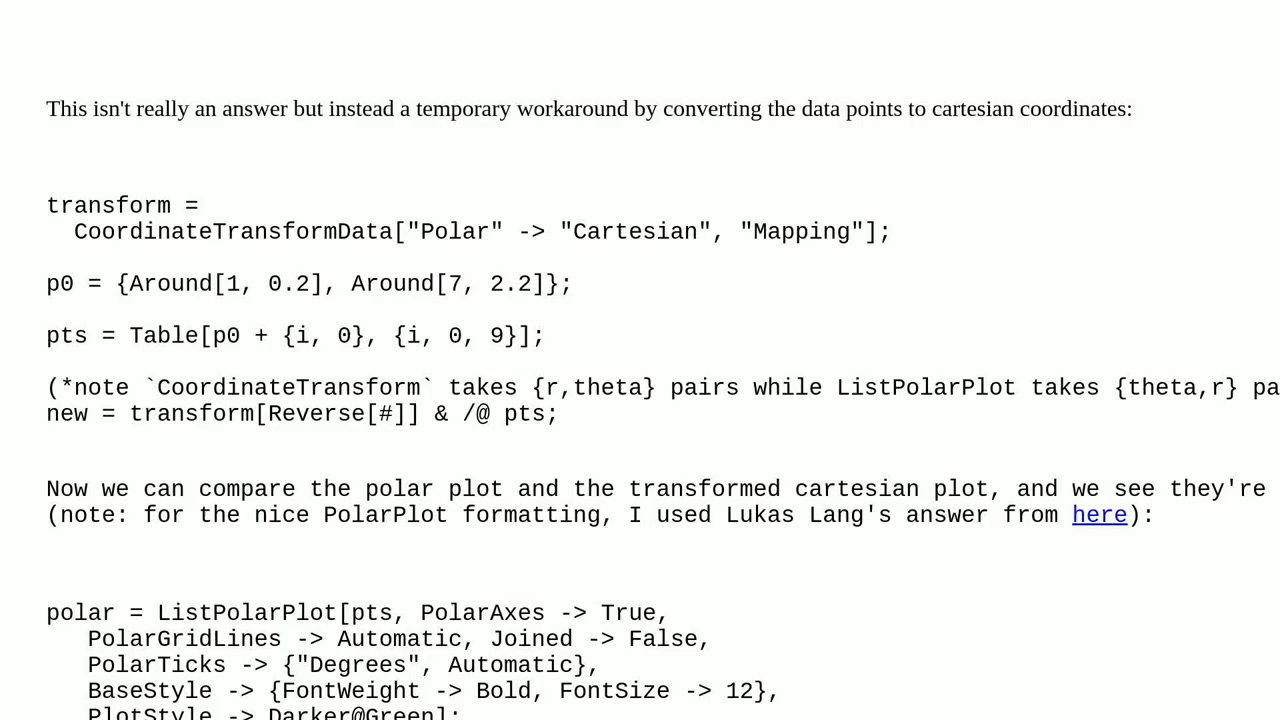 This isn't really an answer but instead a temporary workaround by converting the data points to cartesian coordinates:
transform =
  CoordinateTransformData["Polar" -> "Cartesian", "Mapping"];
p0 = {Around[1, 0.2], Around[7, 2.2]};
pts = Table[p0 + {i, 0}, {i, 0, 9}];
(*note `CoordinateTransform` takes {r,theta} pairs while ListPolarPlot takes {theta,r}
new = transform[Reverse[#]] & /@ pts;
Now we can compare the polar plot and the transformed cartesian plot, and we see they're
(note: for the nice PolarPlot formatting, I used Lukas Lang's answer from here):
polar = ListPolarPlot[pts, PolarAxes -> True,
   PolarGridLines -> Automatic, Joined -> False,
   PolarTicks -> {"Degrees", Automatic},
   BaseStyle -> {FontWeight -> Bold, FontSize -> 12},
   PlotStyle -> Darker@Green];